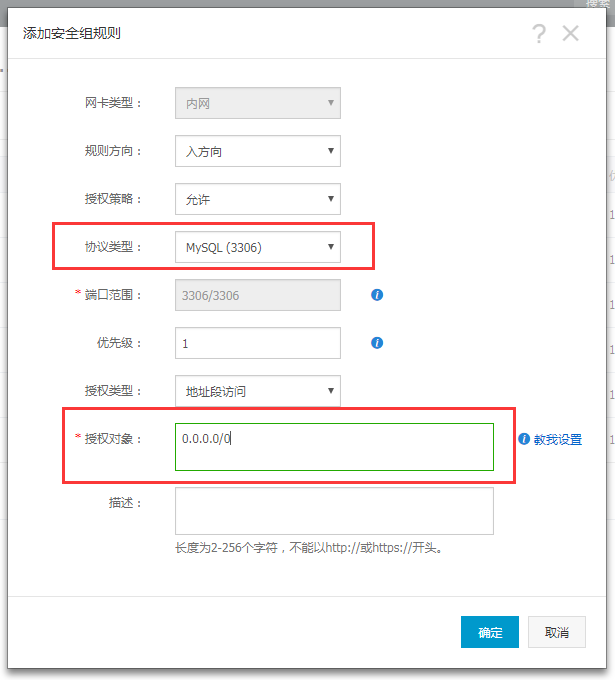 搜索
添加安全组规则
网卡类型： 内网
规则方向： 入方向
授权策略： 允许
协议类型： MySQL (3306)
* 端口范围： 3306/3306
优先级： 1
授权类型： 地址段访问
* 授权对象： 0.0.0.0/0 教我设置
描述：
长度为2-256个字符，不能以http://或https://开头。
确定 取消